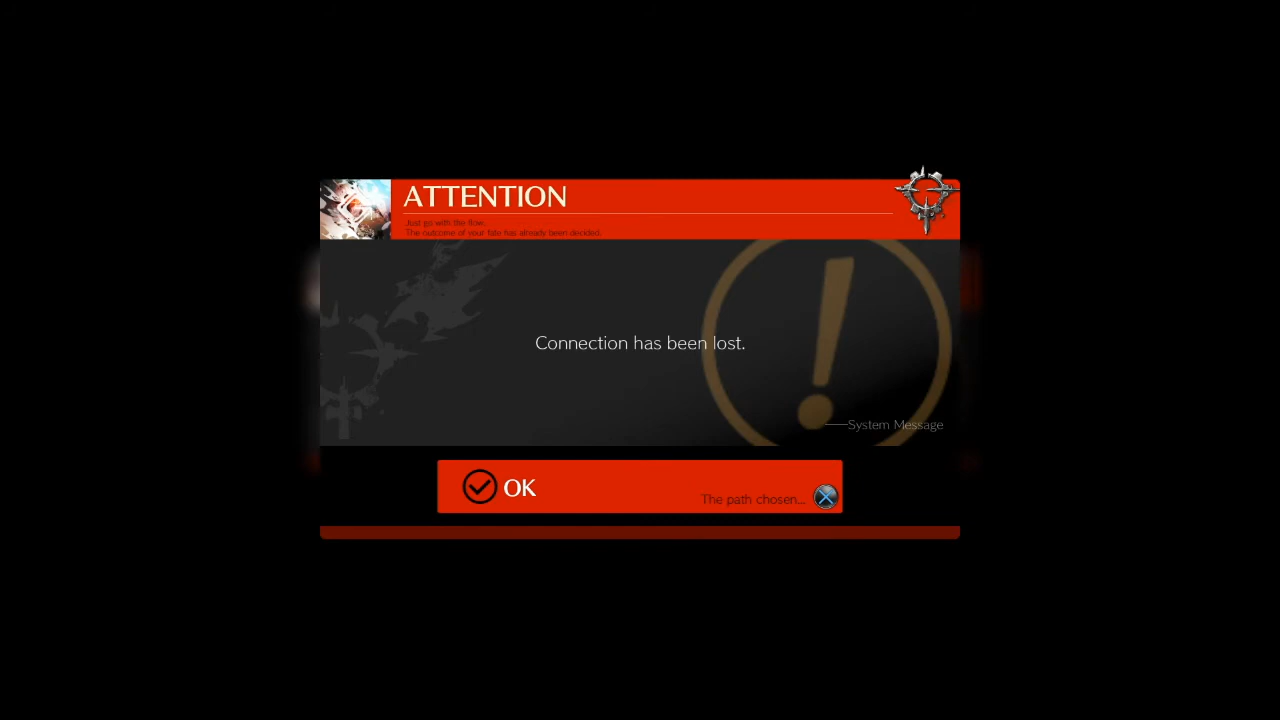 ATTENTION
Just go with the flow.
The outcome of your fate has already been decided.
Connection has been lost.
──System Message
OK
The path chosen...